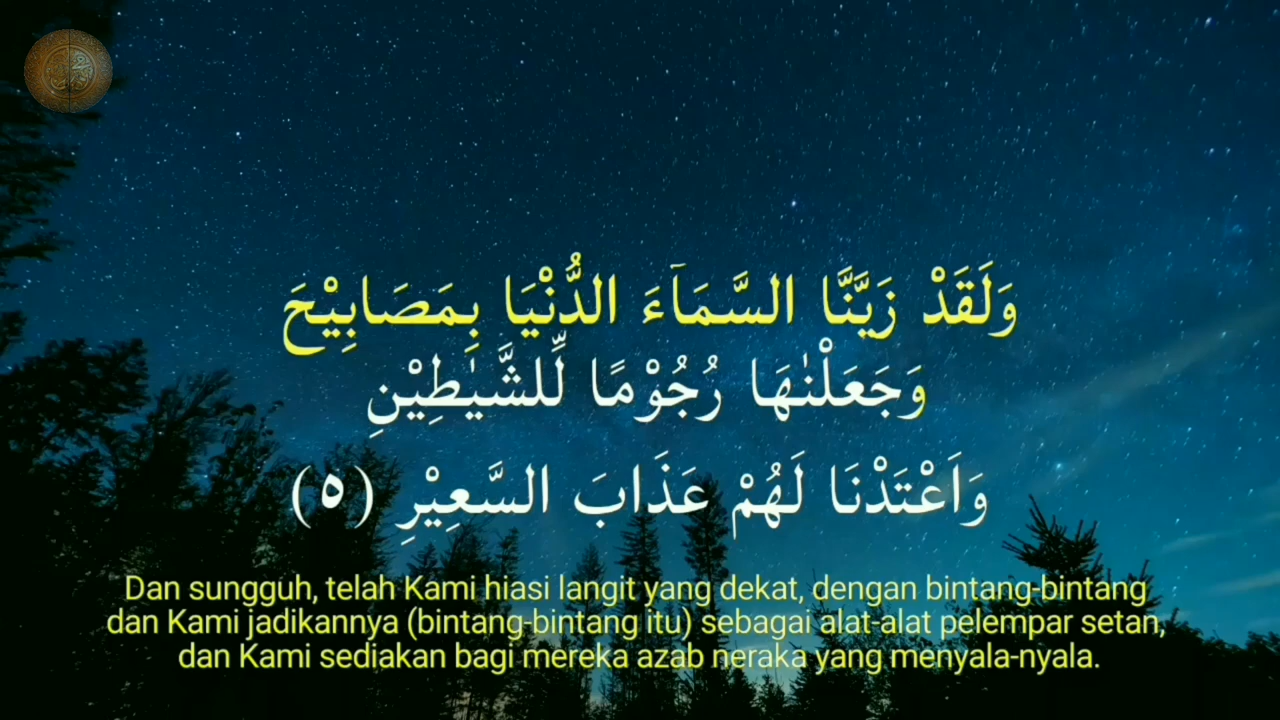 وَلَقَدْ زَيَّنَّا السَّمَاۤءَ الدُّنْيَا بِمَصَابِيْحَ
وَجَعَلْنٰهَا رُجُوْمًا لِّلشَّيٰطِيْنِ
وَاَعْتَدْنَا لَهُمْ عَذَابَ السَّعِيْرِ (٥)
Dan sungguh, telah Kami hiasi langit yang dekat, dengan bintang-bintang
dan Kami jadikannya (bintang-bintang itu) sebagai alat-alat pelempar setan,
dan Kami sediakan bagi mereka azab neraka yang menyala-nyala.